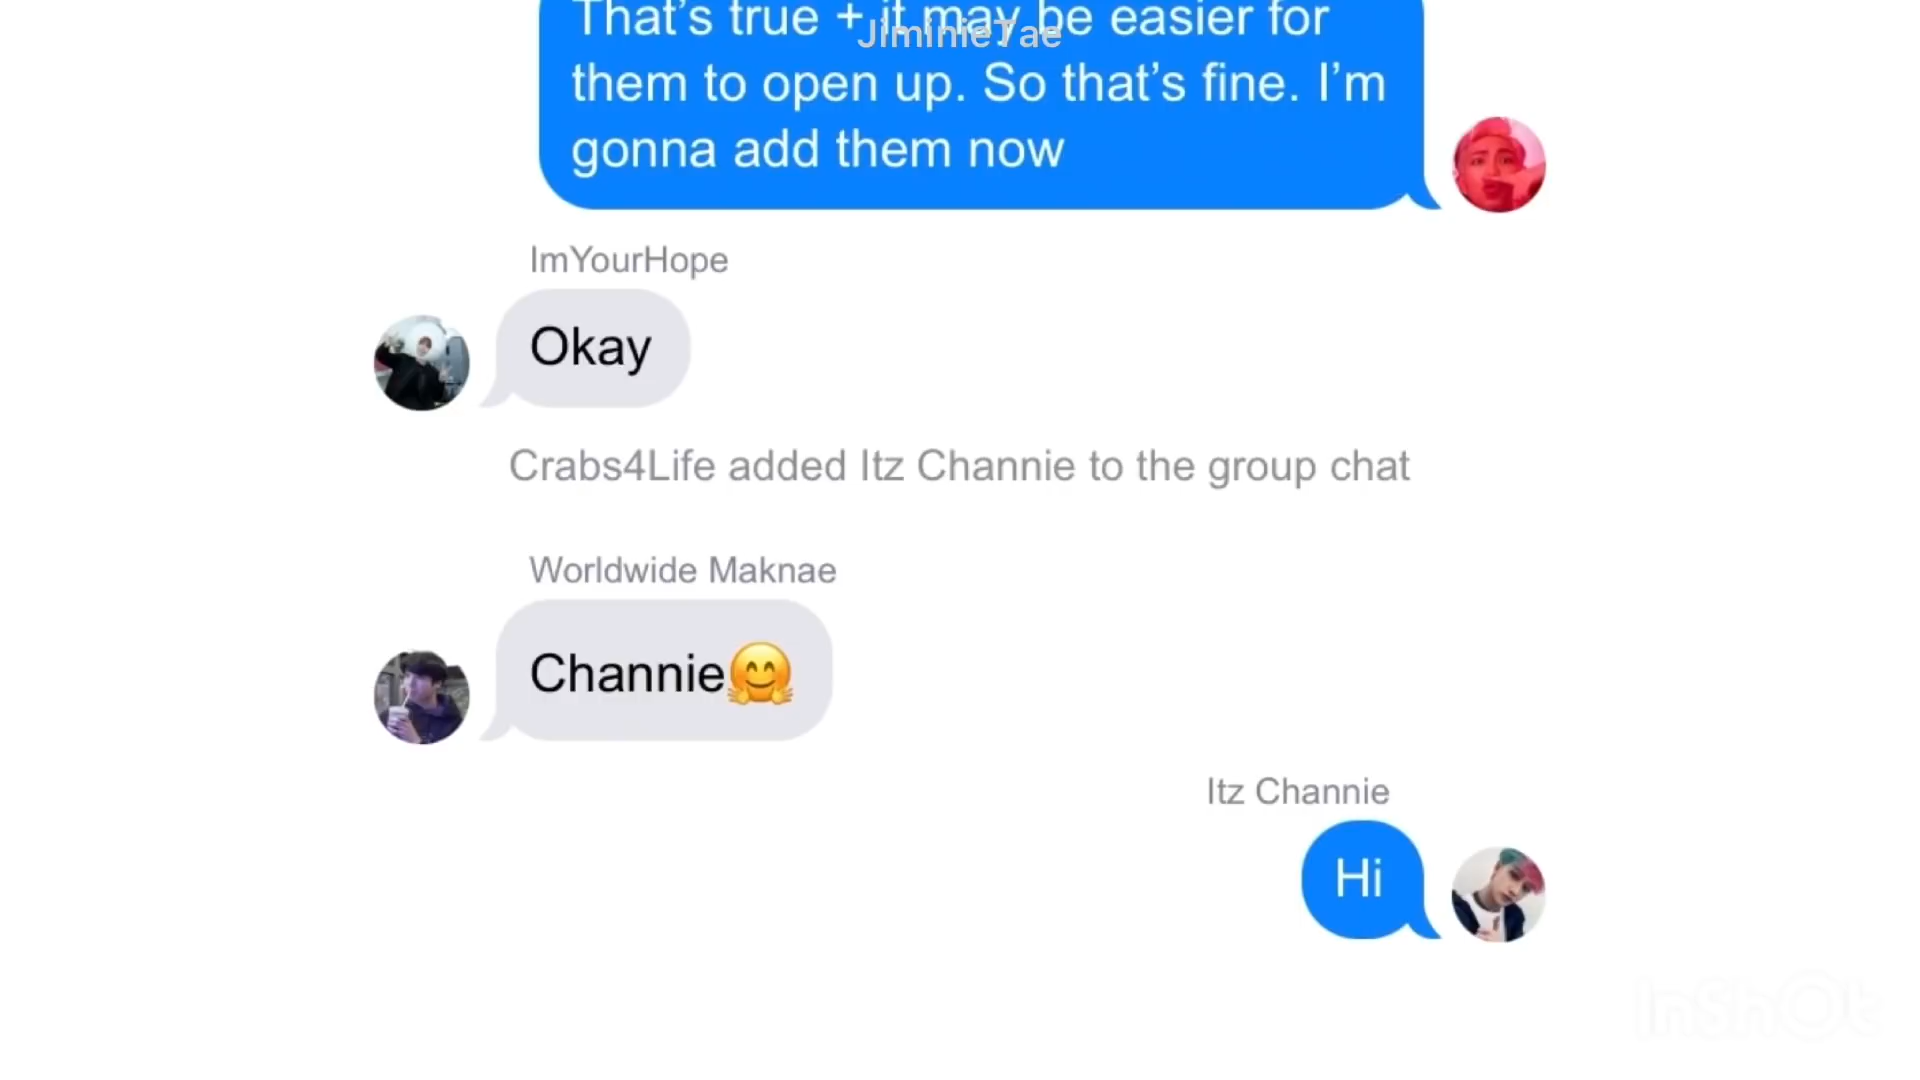 That’s true + it may be easier for
JiminieTae
them to open up. So that’s fine. I’m
gonna add them now
ImYourHope
Okay
Crabs4Life added Itz Channie to the group chat
Worldwide Maknae
Channie🤗
Itz Channie
Hi
InShOt